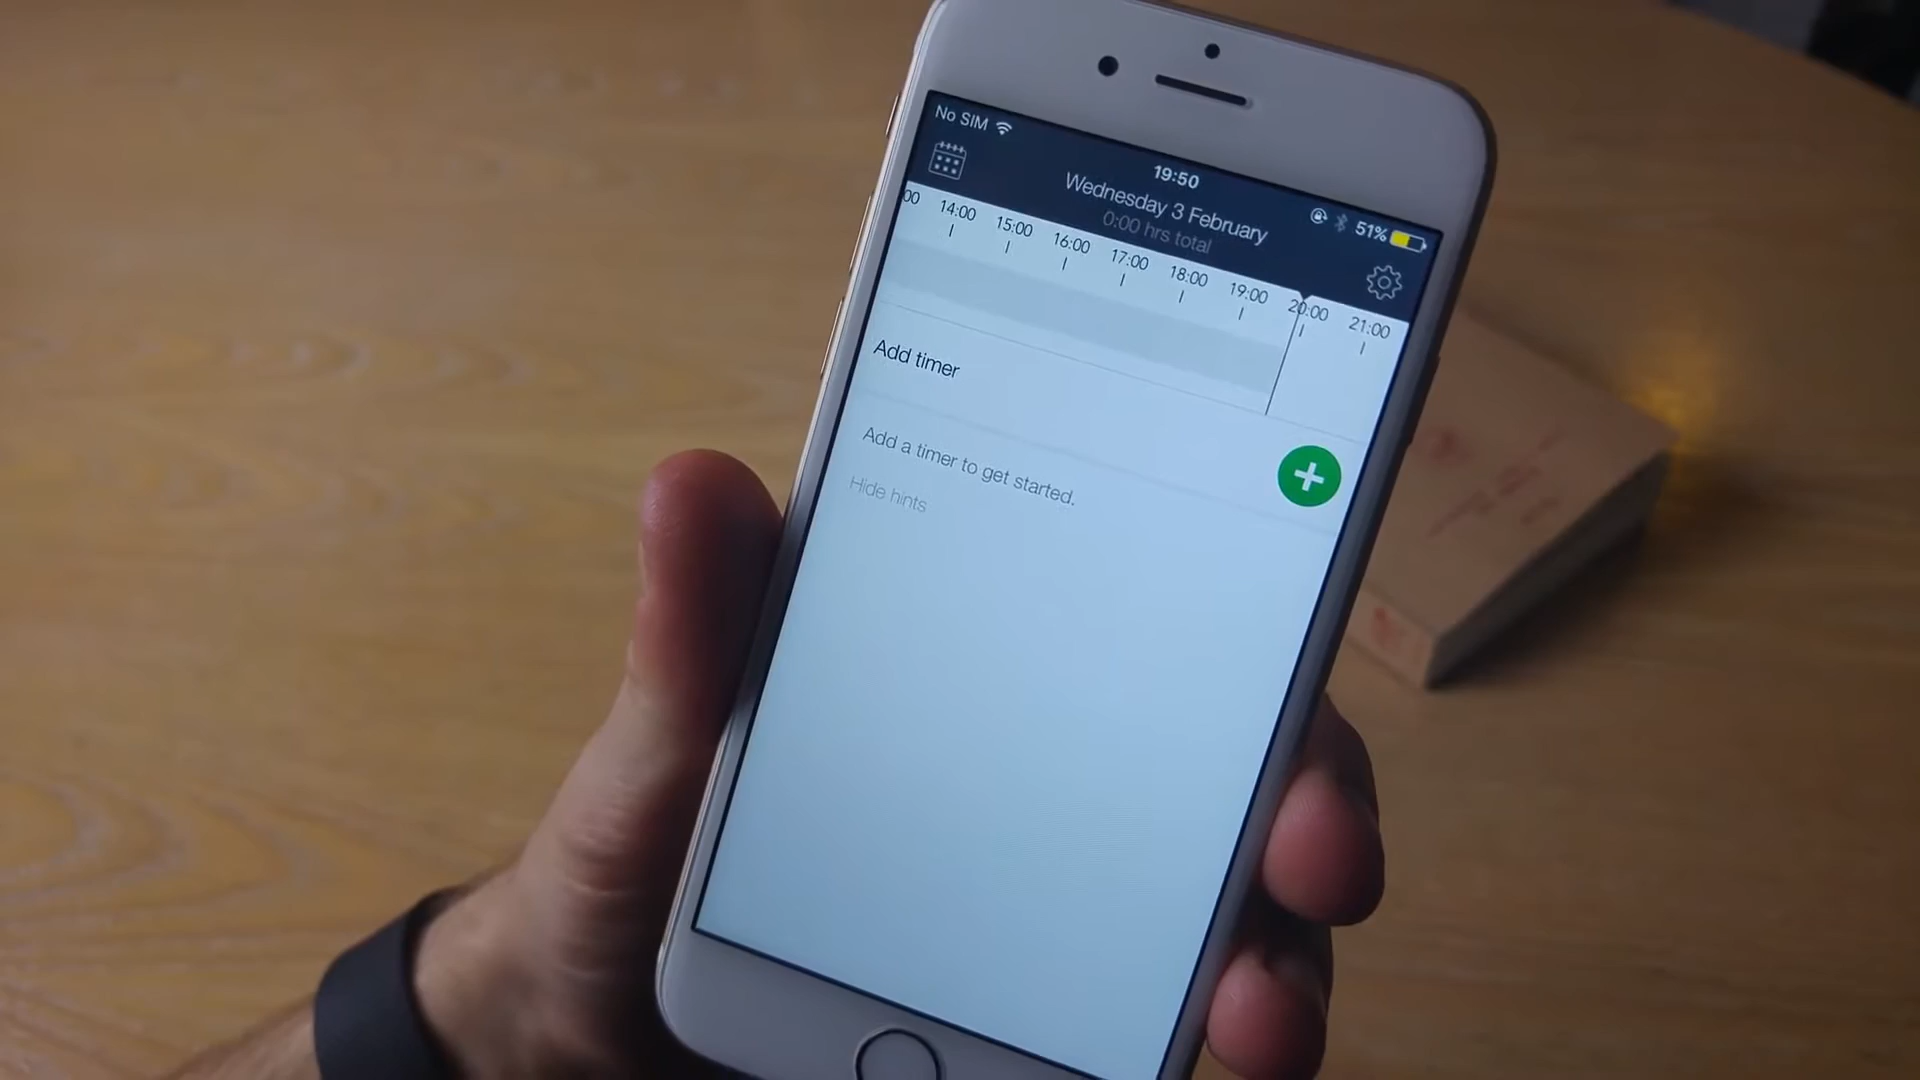 No SIM
19:50
51%
Wednesday 3 February
0:00 hrs total
00 14:00 15:00 16:00 17:00 18:00 19:00 20:00 21:00
Add timer
Add a timer to get started.
Hide hints